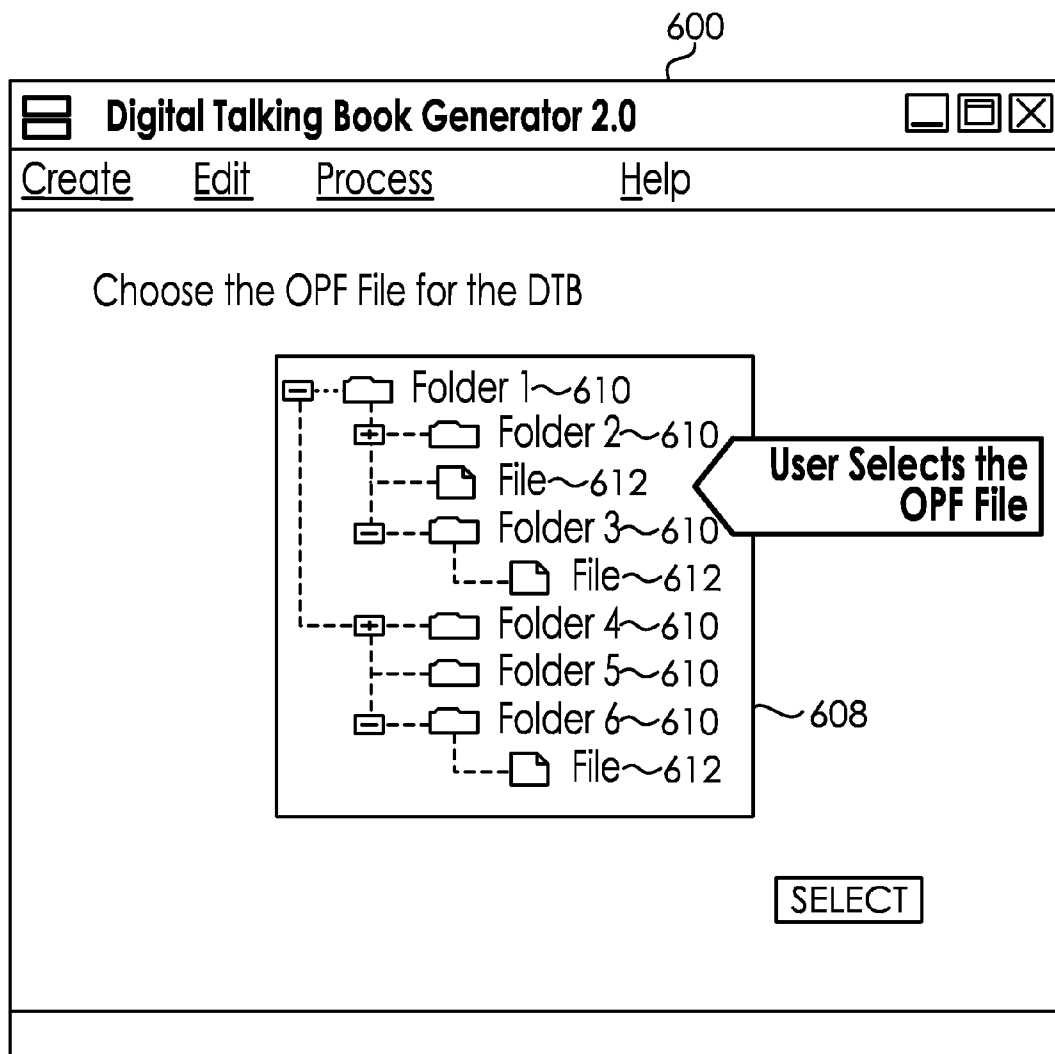 600
Digital Talking Book Generator 2.0
Create Edit Process Help
Choose the OPF File for the DTB
Folder 1~610
Folder 2~610
File~612
User Selects the
OPF File
Folder 3~610
File~612
Folder 4~610
Folder 5~610
Folder 6~610
608
File~612
SELECT